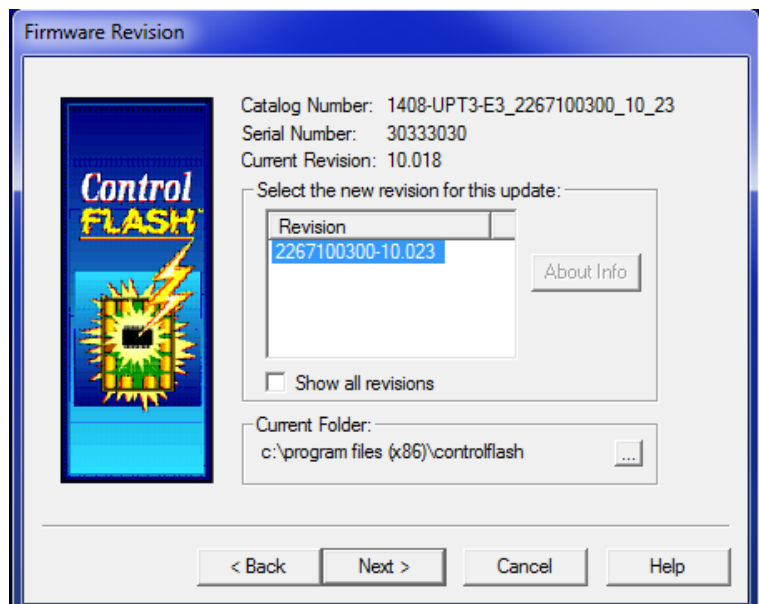 Firmware Revision
Control
FLASH
Catalog Number: 1408-UPT3-E3_2267100300_10_23
Serial Number: 30333030
Current Revision: 10.018
Select the new revision for this update:
Revision
2267100300-10.023
About Info
Show all revisions
Current Folder:
c:\program files (x86)\controlflash
...
< Back Next > Cancel Help